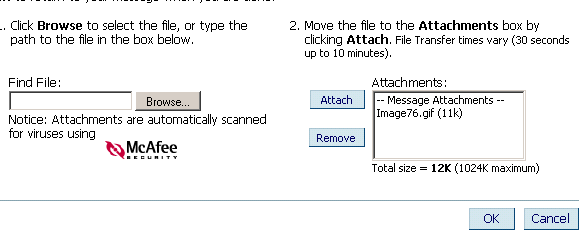 . Click Browse to select the file, or type the
path to the file in the box below.
2. Move the file to the Attachments box by
clicking Attach. File Transfer times vary (30 seconds
up to 10 minutes).
Find File:
Browse...
Notice: Attachments are automatically scanned
for viruses using
McAfee
SECURITY
Attachments:
Attach
-- Message Attachments --
Image76.gif (11k)
Remove
Total size = 12K (1024K maximum)
OK
Cancel